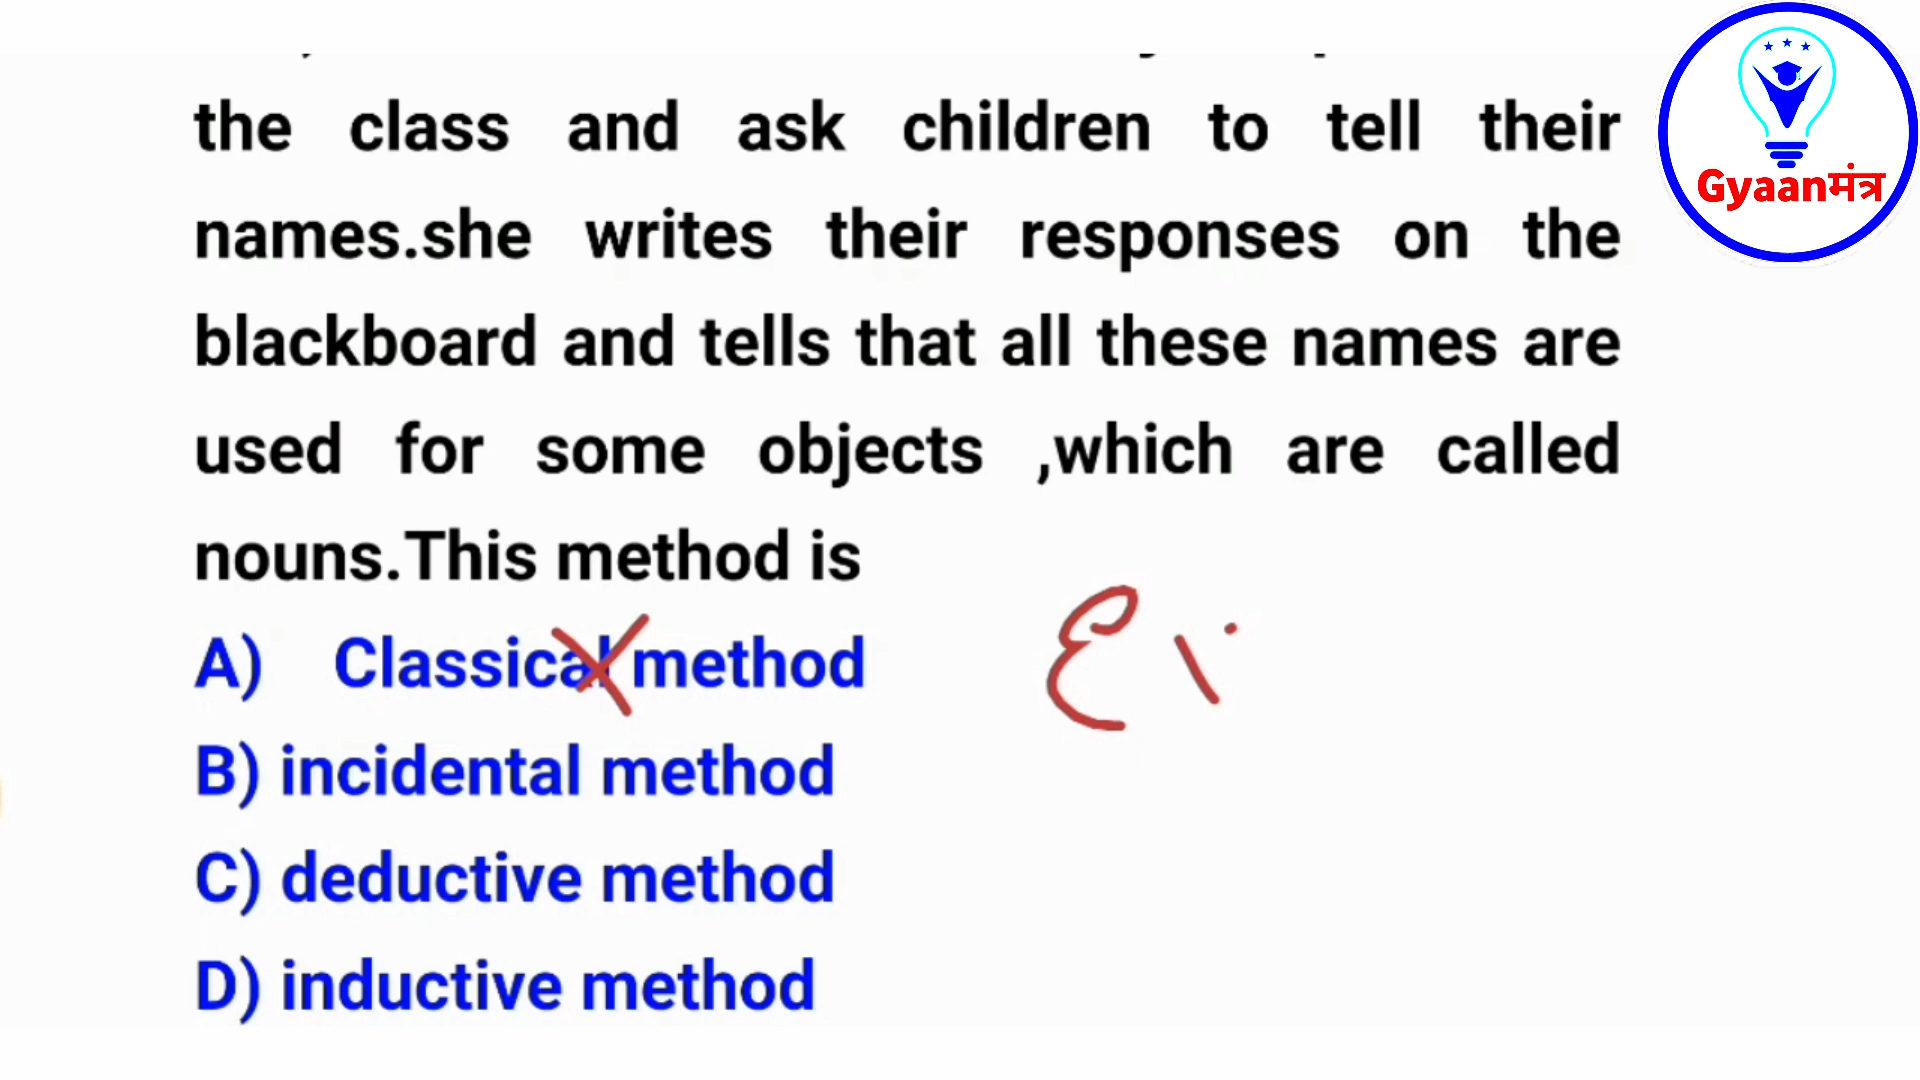 the class and ask children to tell their
names.she writes their responses on the
blackboard and tells that all these names are
used for some objects ,which are called
nouns.This method is
A) Classical method
B) incidental method
C) deductive method
D) inductive method
Gyaanमंत्र